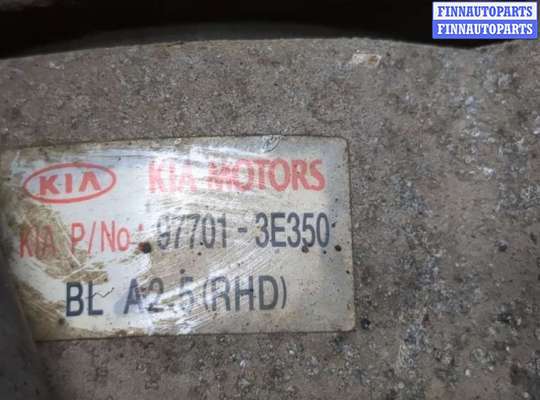 FINNAUTOPARTS
FINNAUTOPARTS
KIA KIA MOTORS
KIA P/No: 97701-3E350
BL A2.5(RHD)